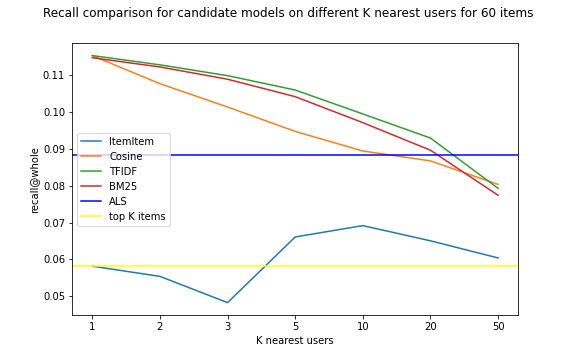 Recall comparison for candidate models on different K nearest users for 60 items
0.11
0.10
0.09
0.08
0.07
0.06
0.05
recall@whole
ItemItem
Cosine
TFIDF
BM25
ALS
top K items
1 2 3 5 10 20 50
K nearest users